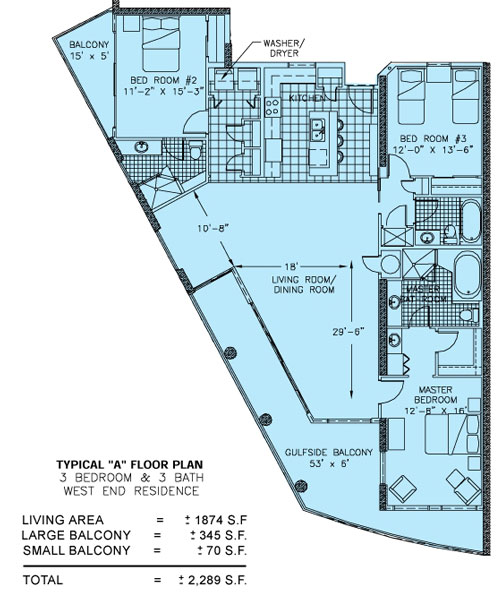 BALCONY
15' x 5'
BED ROOM #2
11'-2" X 15'-3"
WASHER/
DRYER
KITCHEN
BED ROOM #3
12'-0" X 13'-6"
10'-8"
18'
LIVING ROOM/
DINING ROOM
MASTER
BATH ROOM
29'-6"
MASTER
BEDROOM
12'-8" X 16'
GULFSIDE BALCONY
53' x 6'
TYPICAL "A" FLOOR PLAN
3 BEDROOM & 3 BATH
WEST END RESIDENCE
LIVING AREA = ± 1874 S.F
LARGE BALCONY = ± 345 S.F.
SMALL BALCONY = ± 70 S.F.
TOTAL = ± 2,289 S.F.